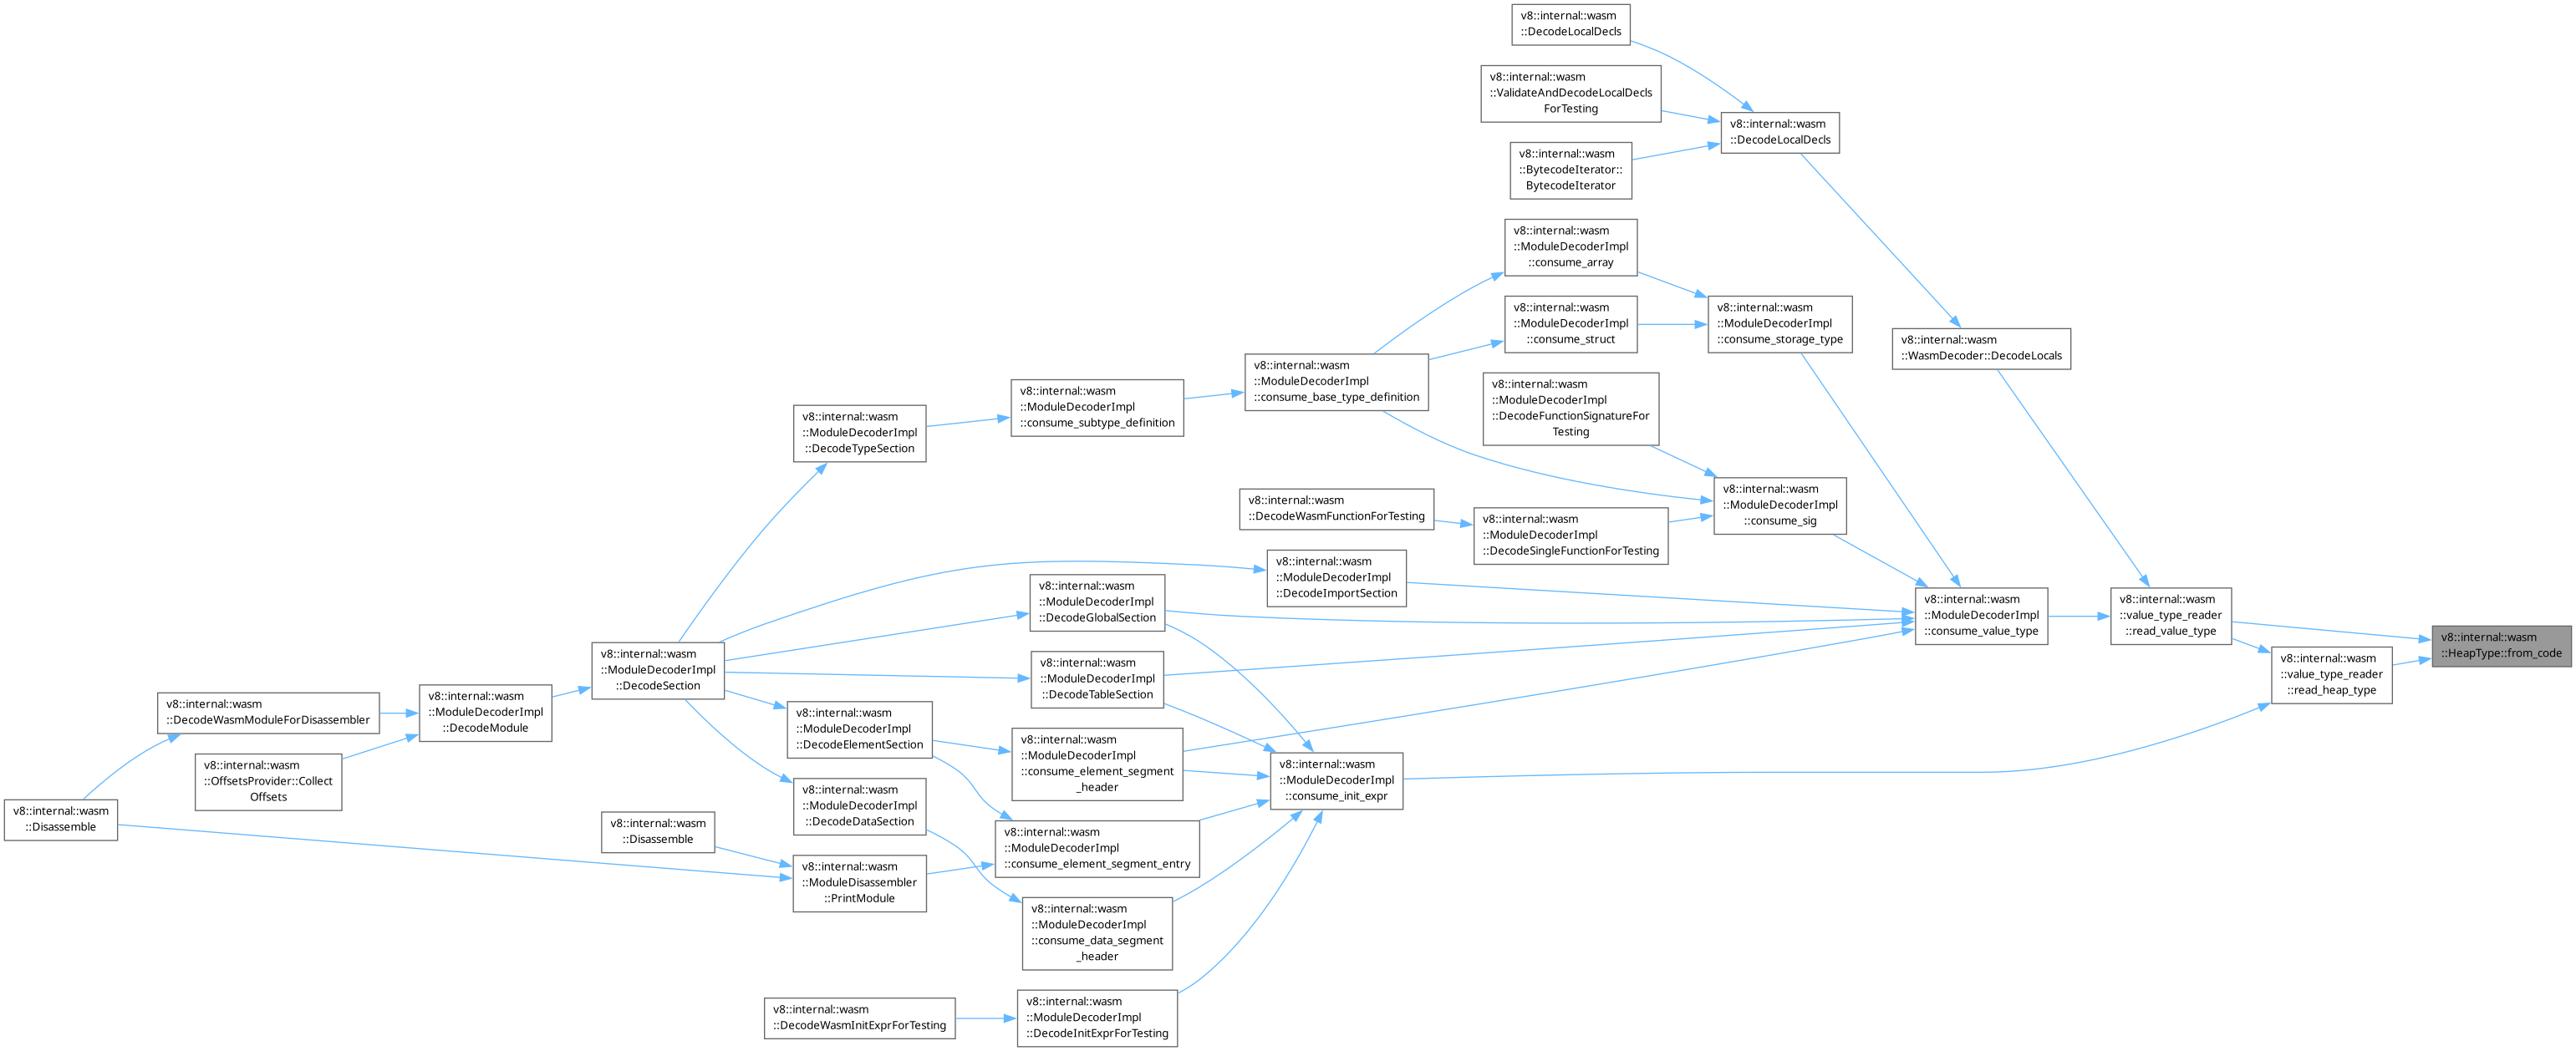 v8::internal::wasm
::DecodeLocalDecls
v8::internal::wasm
::ValidateAndDecodeLocalDecls
ForTesting
v8::internal::wasm
::DecodeLocalDecls
v8::internal::wasm
::BytecodeIterator::
BytecodeIterator
v8::internal::wasm
::ModuleDecoderImpl
::consume_array
v8::internal::wasm
::ModuleDecoderImpl
::consume_struct
v8::internal::wasm
::ModuleDecoderImpl
::consume_storage_type
v8::internal::wasm
::WasmDecoder::DecodeLocals
v8::internal::wasm
::ModuleDecoderImpl
::consume_base_type_definition
v8::internal::wasm
::ModuleDecoderImpl
::consume_subtype_definition
v8::internal::wasm
::ModuleDecoderImpl
::DecodeTypeSection
v8::internal::wasm
::ModuleDecoderImpl
::DecodeFunctionSignatureFor
Testing
v8::internal::wasm
::ModuleDecoderImpl
::consume_sig
v8::internal::wasm
::DecodeWasmFunctionForTesting
v8::internal::wasm
::ModuleDecoderImpl
::DecodeSingleFunctionForTesting
v8::internal::wasm
::ModuleDecoderImpl
::DecodeImportSection
v8::internal::wasm
::ModuleDecoderImpl
::DecodeGlobalSection
v8::internal::wasm
::ModuleDecoderImpl
::consume_value_type
v8::internal::wasm
::value_type_reader
::read_value_type
v8::internal::wasm
::HeapType::from_code
v8::internal::wasm
::value_type_reader
::read_heap_type
v8::internal::wasm
::ModuleDecoderImpl
::DecodeSection
v8::internal::wasm
::ModuleDecoderImpl
::DecodeTableSection
v8::internal::wasm
::DecodeWasmModuleForDisassembler
v8::internal::wasm
::ModuleDecoderImpl
::DecodeModule
v8::internal::wasm
::ModuleDecoderImpl
::DecodeElementSection
v8::internal::wasm
::ModuleDecoderImpl
::consume_element_segment
_header
v8::internal::wasm
::ModuleDecoderImpl
::consume_init_expr
v8::internal::wasm
::OffsetsProvider::Collect
Offsets
v8::internal::wasm
::ModuleDecoderImpl
::DecodeDataSection
v8::internal::wasm
::Disassemble
v8::internal::wasm
::Disassemble
v8::internal::wasm
::ModuleDecoderImpl
::consume_element_segment_entry
v8::internal::wasm
::ModuleDisassembler
::PrintModule
v8::internal::wasm
::ModuleDecoderImpl
::consume_data_segment
_header
v8::internal::wasm
::DecodeWasmInitExprForTesting
v8::internal::wasm
::ModuleDecoderImpl
::DecodeInitExprForTesting